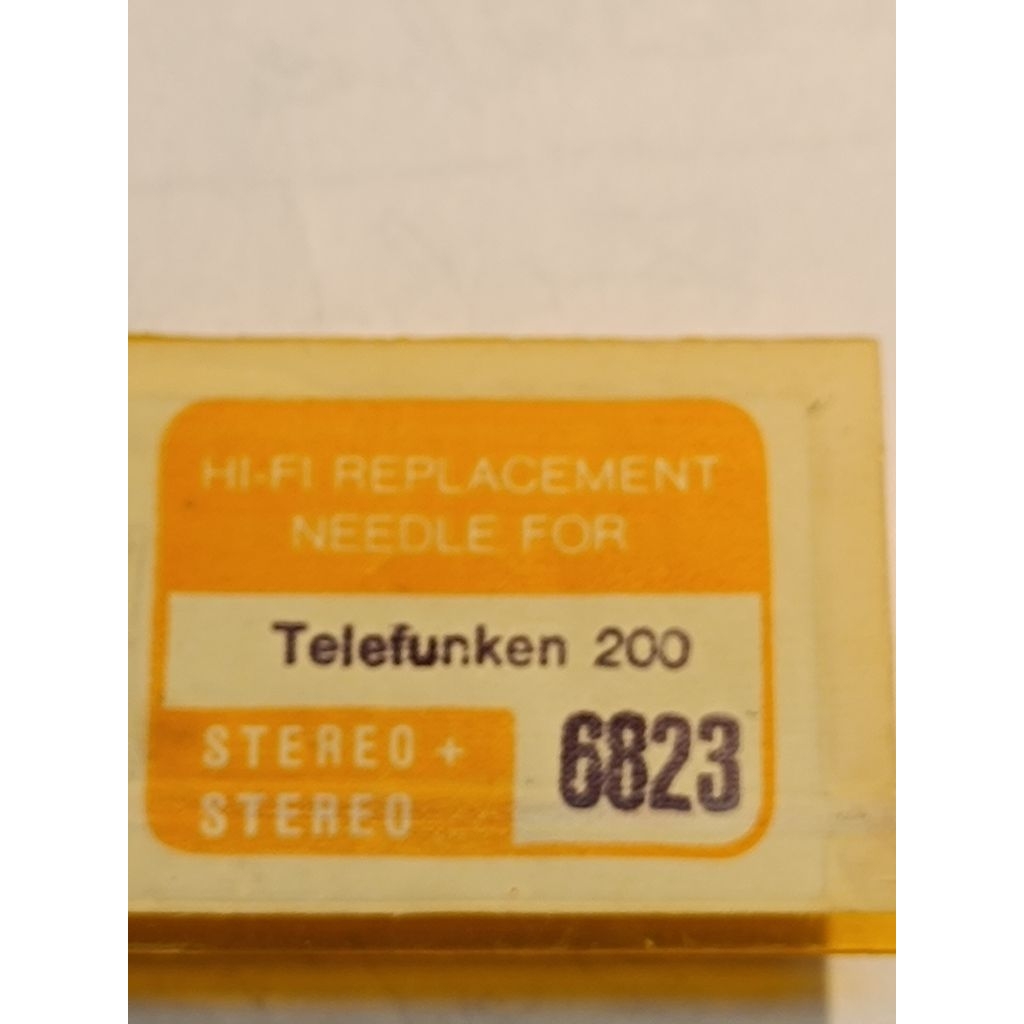 HI-FI REPLACEMENT
NEEDLE FOR
Telefunken 200
STEREO +
STEREO
6823